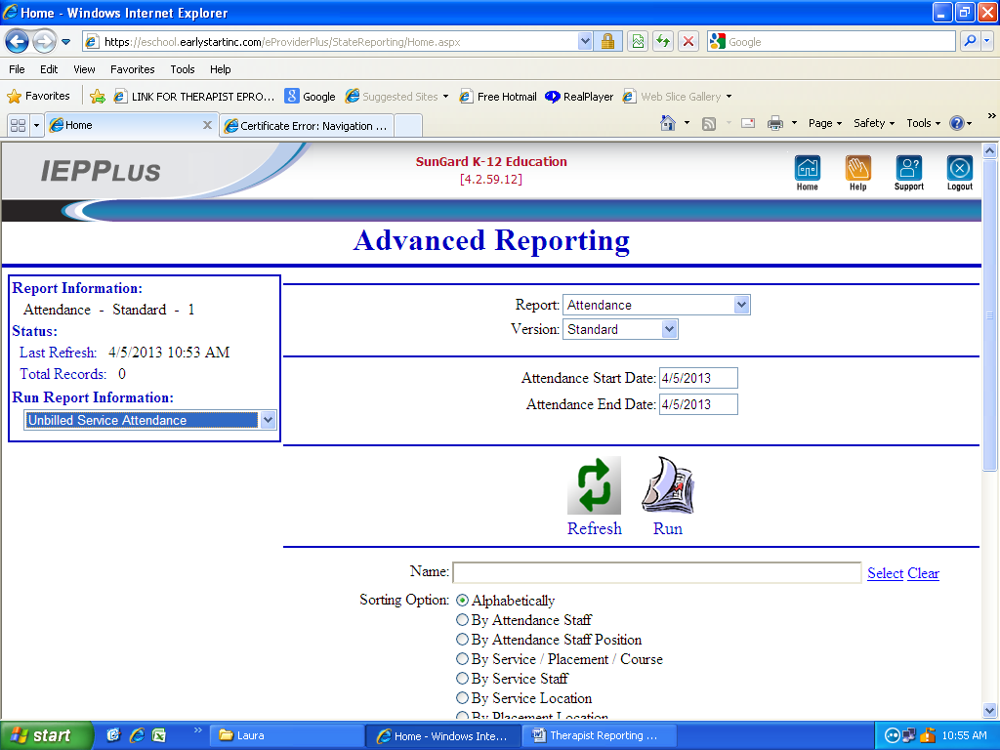 Home - Windows Internet Explorer
https://eschool.earlystartinc.com/eProviderPlus/StateReporting/Home.aspx
Google
File Edit View Favorites Tools Help
Favorites LINK FOR THERAPIST EPRO... Google Suggested Sites Free Hotmail RealPlayer Web Slice Gallery
Home Certificate Error: Navigation ... Page Safety Tools »
IEPPLUS
SunGard K-12 Education
[4.2.59.12]
Home Help Support Logout
Advanced Reporting
Report Information:
Attendance - Standard - 1
Status:
Last Refresh: 4/5/2013 10:53 AM
Total Records: 0
Run Report Information:
Unbilled Service Attendance
Report: Attendance
Version: Standard
Attendance Start Date: 4/5/2013
Attendance End Date: 4/5/2013
Refresh Run
Name: Select Clear
Sorting Option: Alphabetically
By Attendance Staff
By Attendance Staff Position
By Service / Placement / Course
By Service Staff
By Service Location
By Placement Location
start » Laura Home - Windows Inte... Therapist Reporting ... 10:55 AM